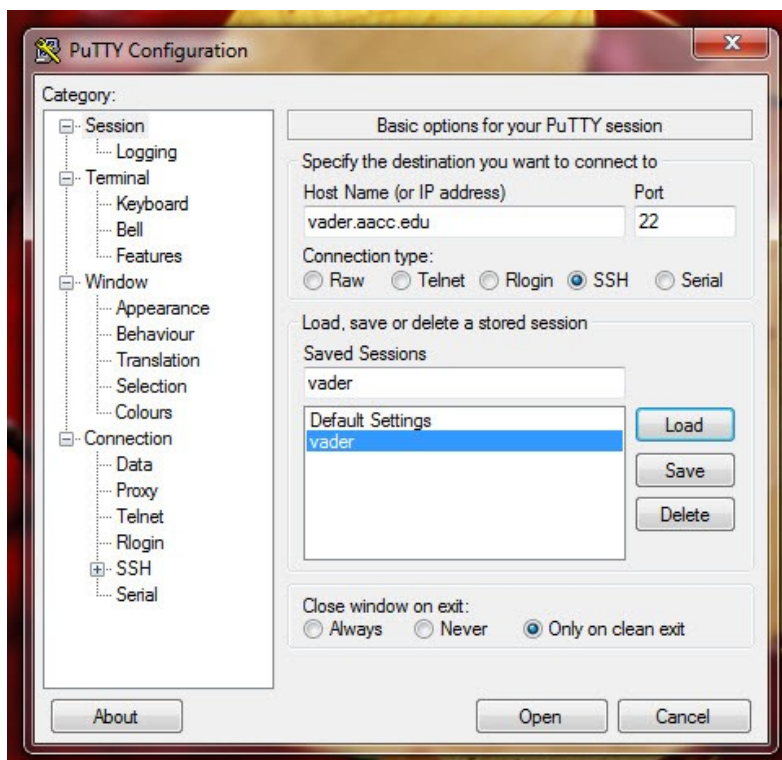 PuTTY Configuration
Category:
Session
Logging
Terminal
Keyboard
Bell
Features
Window
Appearance
Behaviour
Translation
Selection
Colours
Connection
Data
Proxy
Telnet
Rlogin
SSH
Serial
Basic options for your PuTTY session
Specify the destination you want to connect to
Host Name (or IP address) Port
vader.aacc.edu 22
Connection type:
Raw Telnet Rlogin SSH Serial
Load, save or delete a stored session
Saved Sessions
vader
Default Settings
vader
Load
Save
Delete
Close window on exit:
Always Never Only on clean exit
About Open Cancel